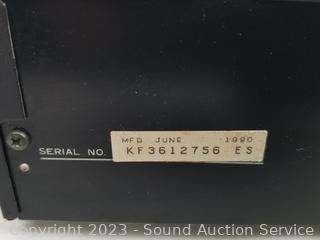 MFD JUNE 1990
SERIAL NO. KF3612756 ES
Copyright © 2023 - Sound Auction Service